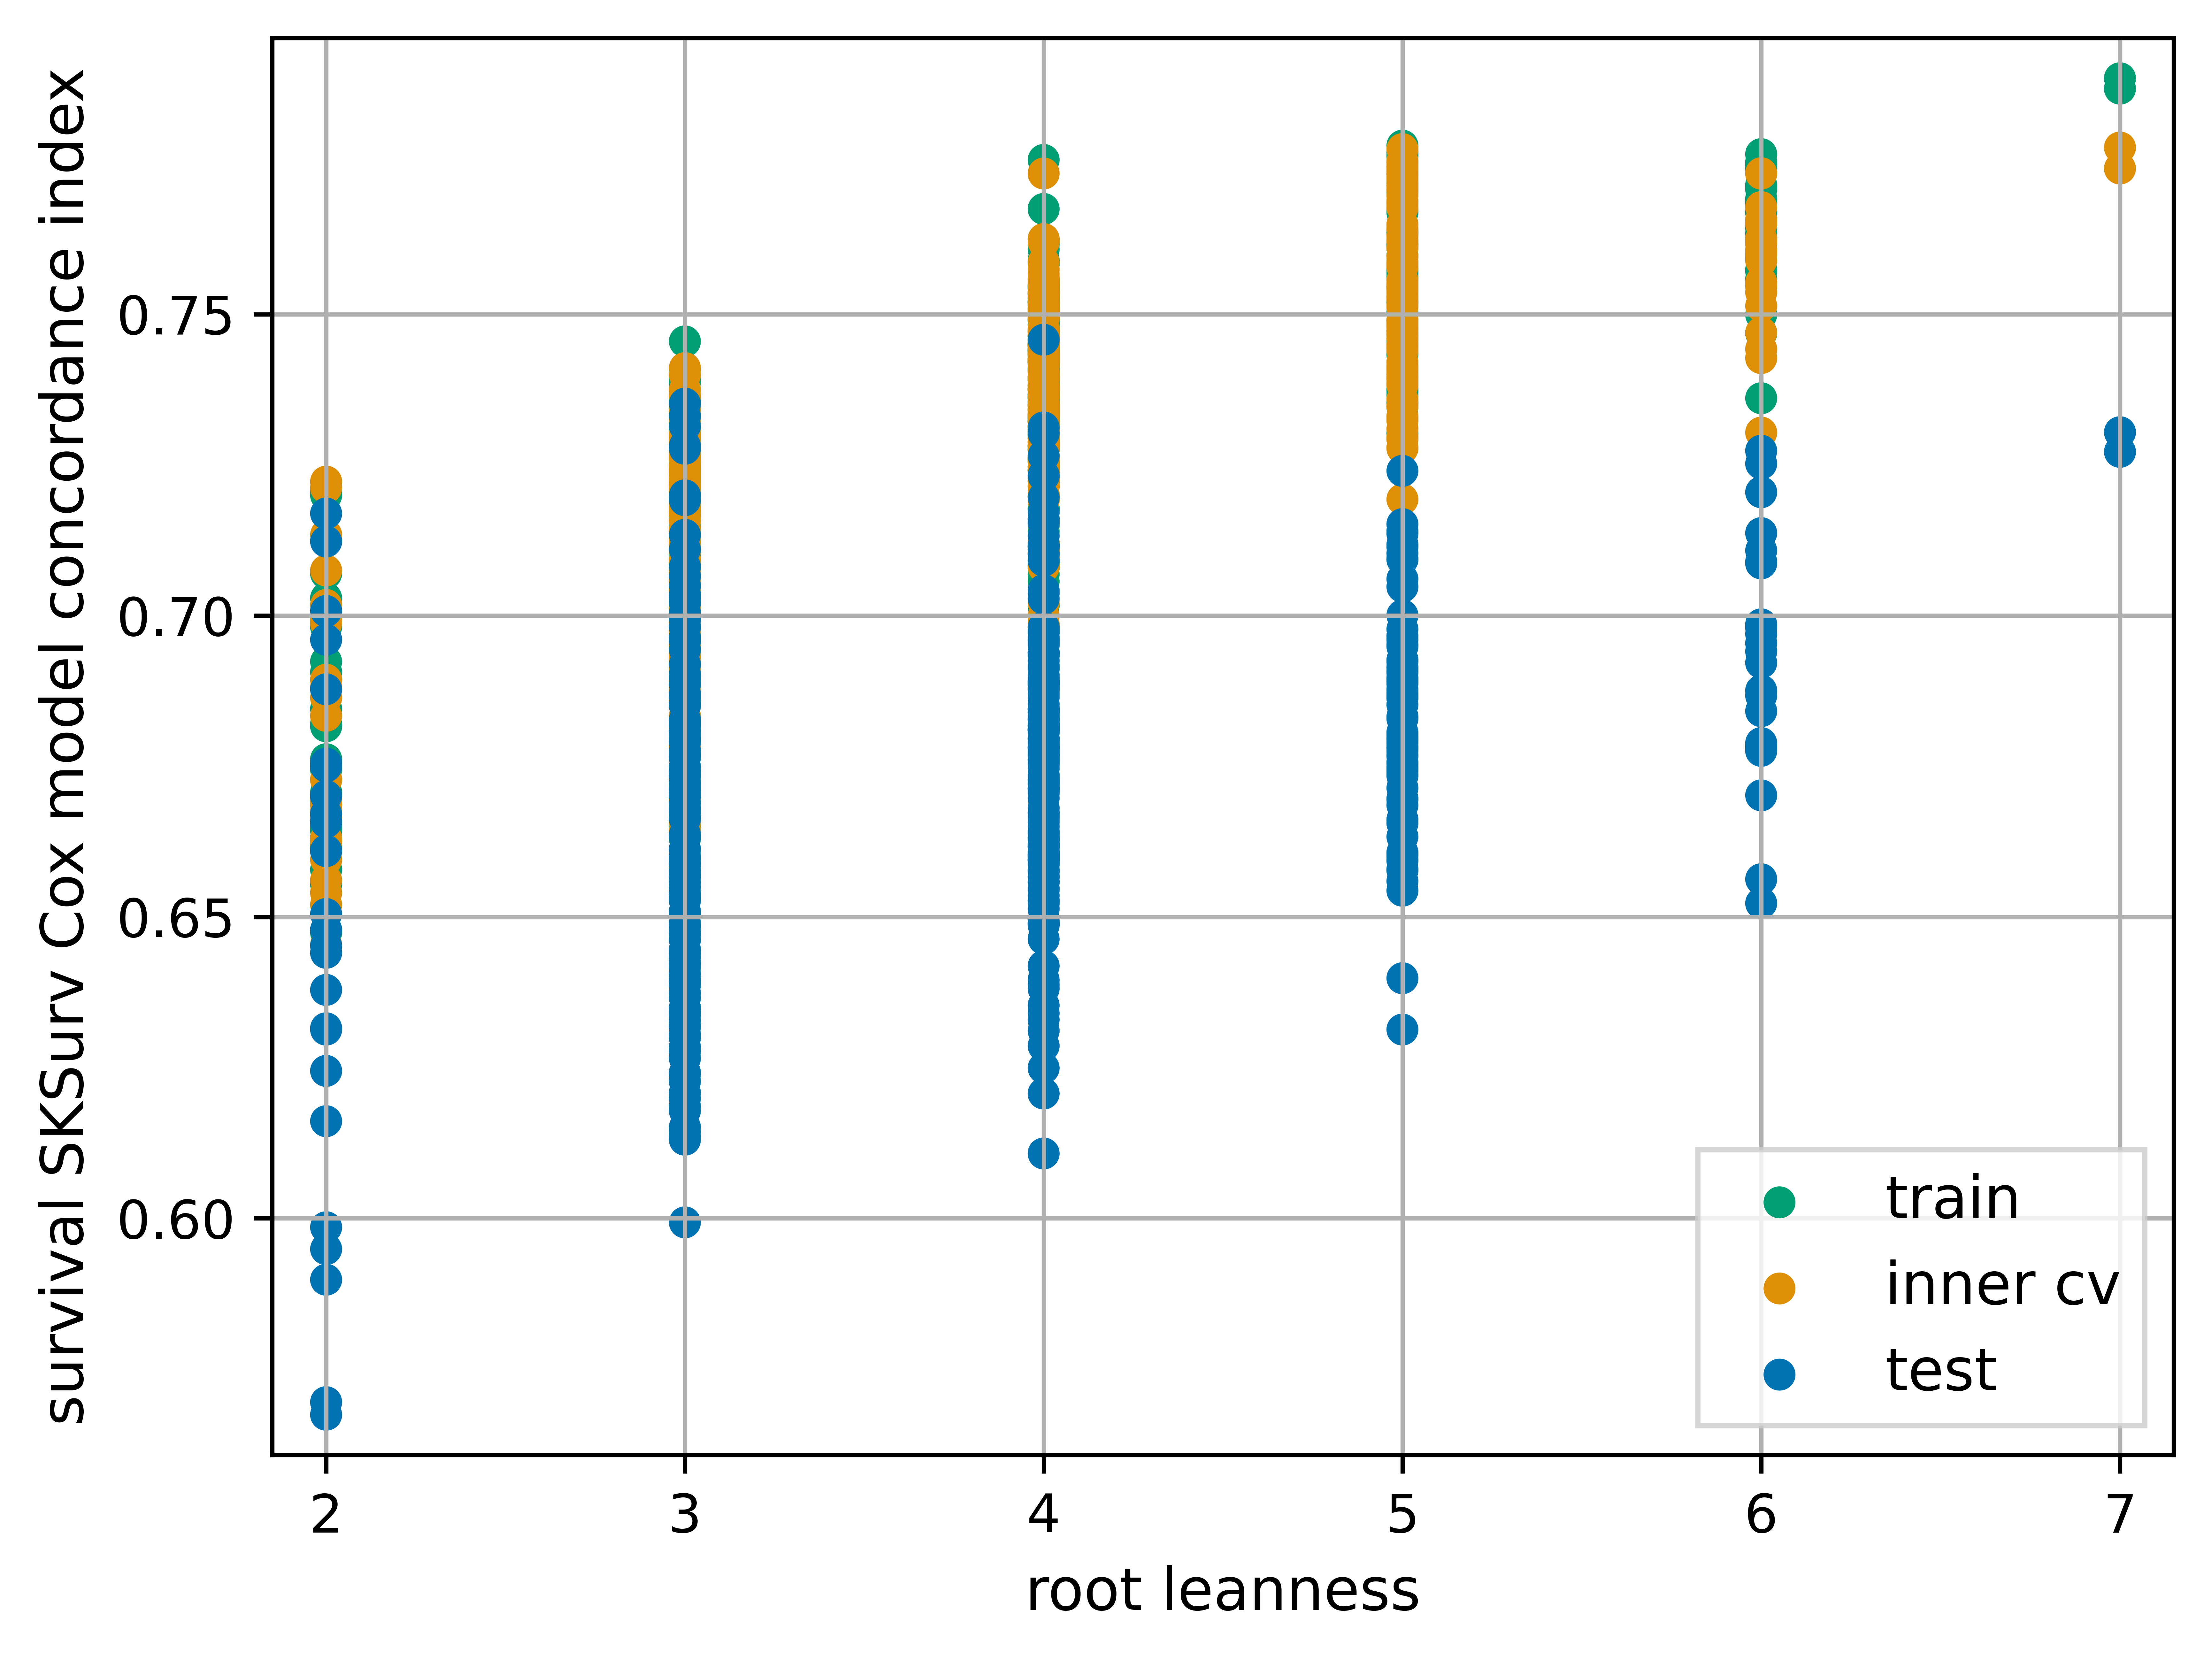 survival SKSurv Cox model concordance index
0.75
0.70
0.65
0.60
2 3 4 5 6 7
root leanness
train
inner cv
test